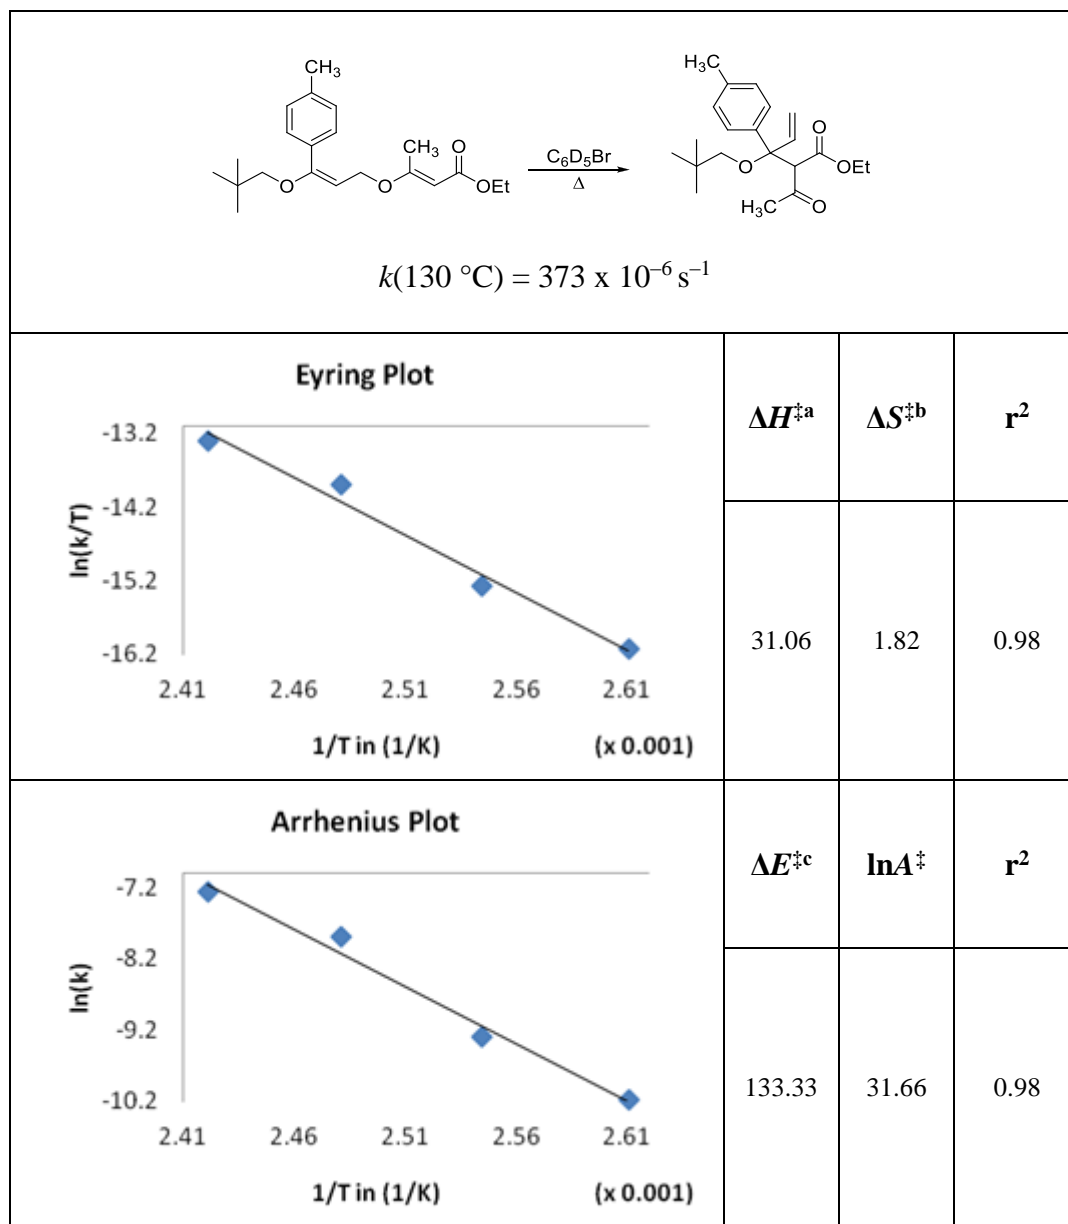 CH₃
CH₃
O
O
O
OEt
C₆D₅Br
Δ
H₃C
O
O
OEt
H₃C
O
k(130 °C) = 373 x 10⁻⁶ s⁻¹
Eyring Plot
-13.2
-14.2
-15.2
-16.2
ln(k/T)
2.41 2.46 2.51 2.56 2.61
1/T in (1/K) (x 0.001)
ΔH‡ᵃ ΔS‡ᵇ r²
31.06 1.82 0.98
Arrhenius Plot
-7.2
-8.2
-9.2
-10.2
ln(k)
2.41 2.46 2.51 2.56 2.61
1/T in (1/K) (x 0.001)
ΔE‡ᶜ lnA‡ r²
133.33 31.66 0.98